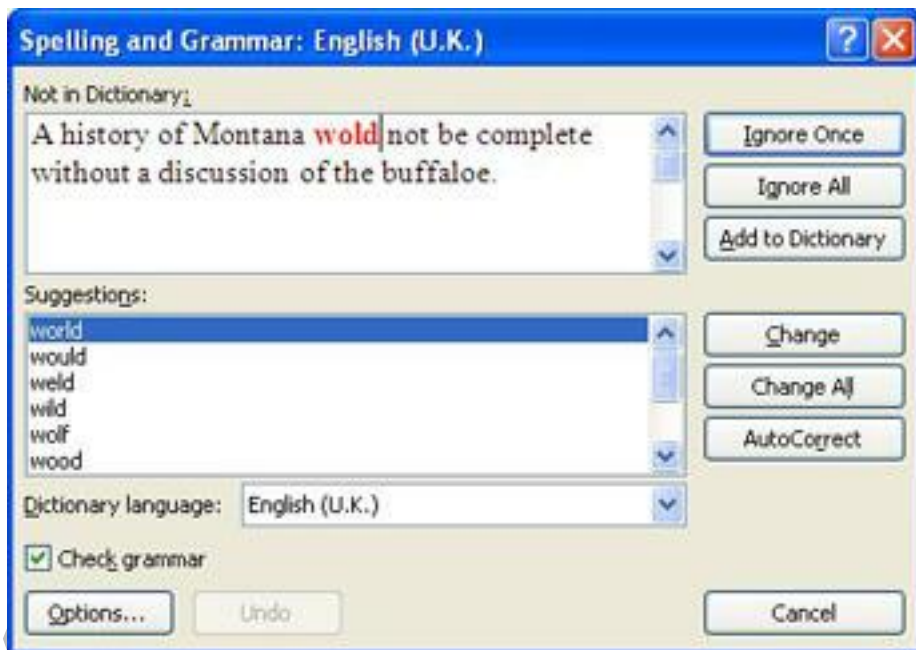 Spelling and Grammar: English (U.K.)
Not in Dictionary:
A history of Montana wold not be complete
without a discussion of the buffaloe.
Ignore Once
Ignore All
Add to Dictionary
Suggestions:
world
would
weld
wild
wolf
wood
Change
Change All
AutoCorrect
Dictionary language: English (U.K.)
Check grammar
Options... Undo Cancel